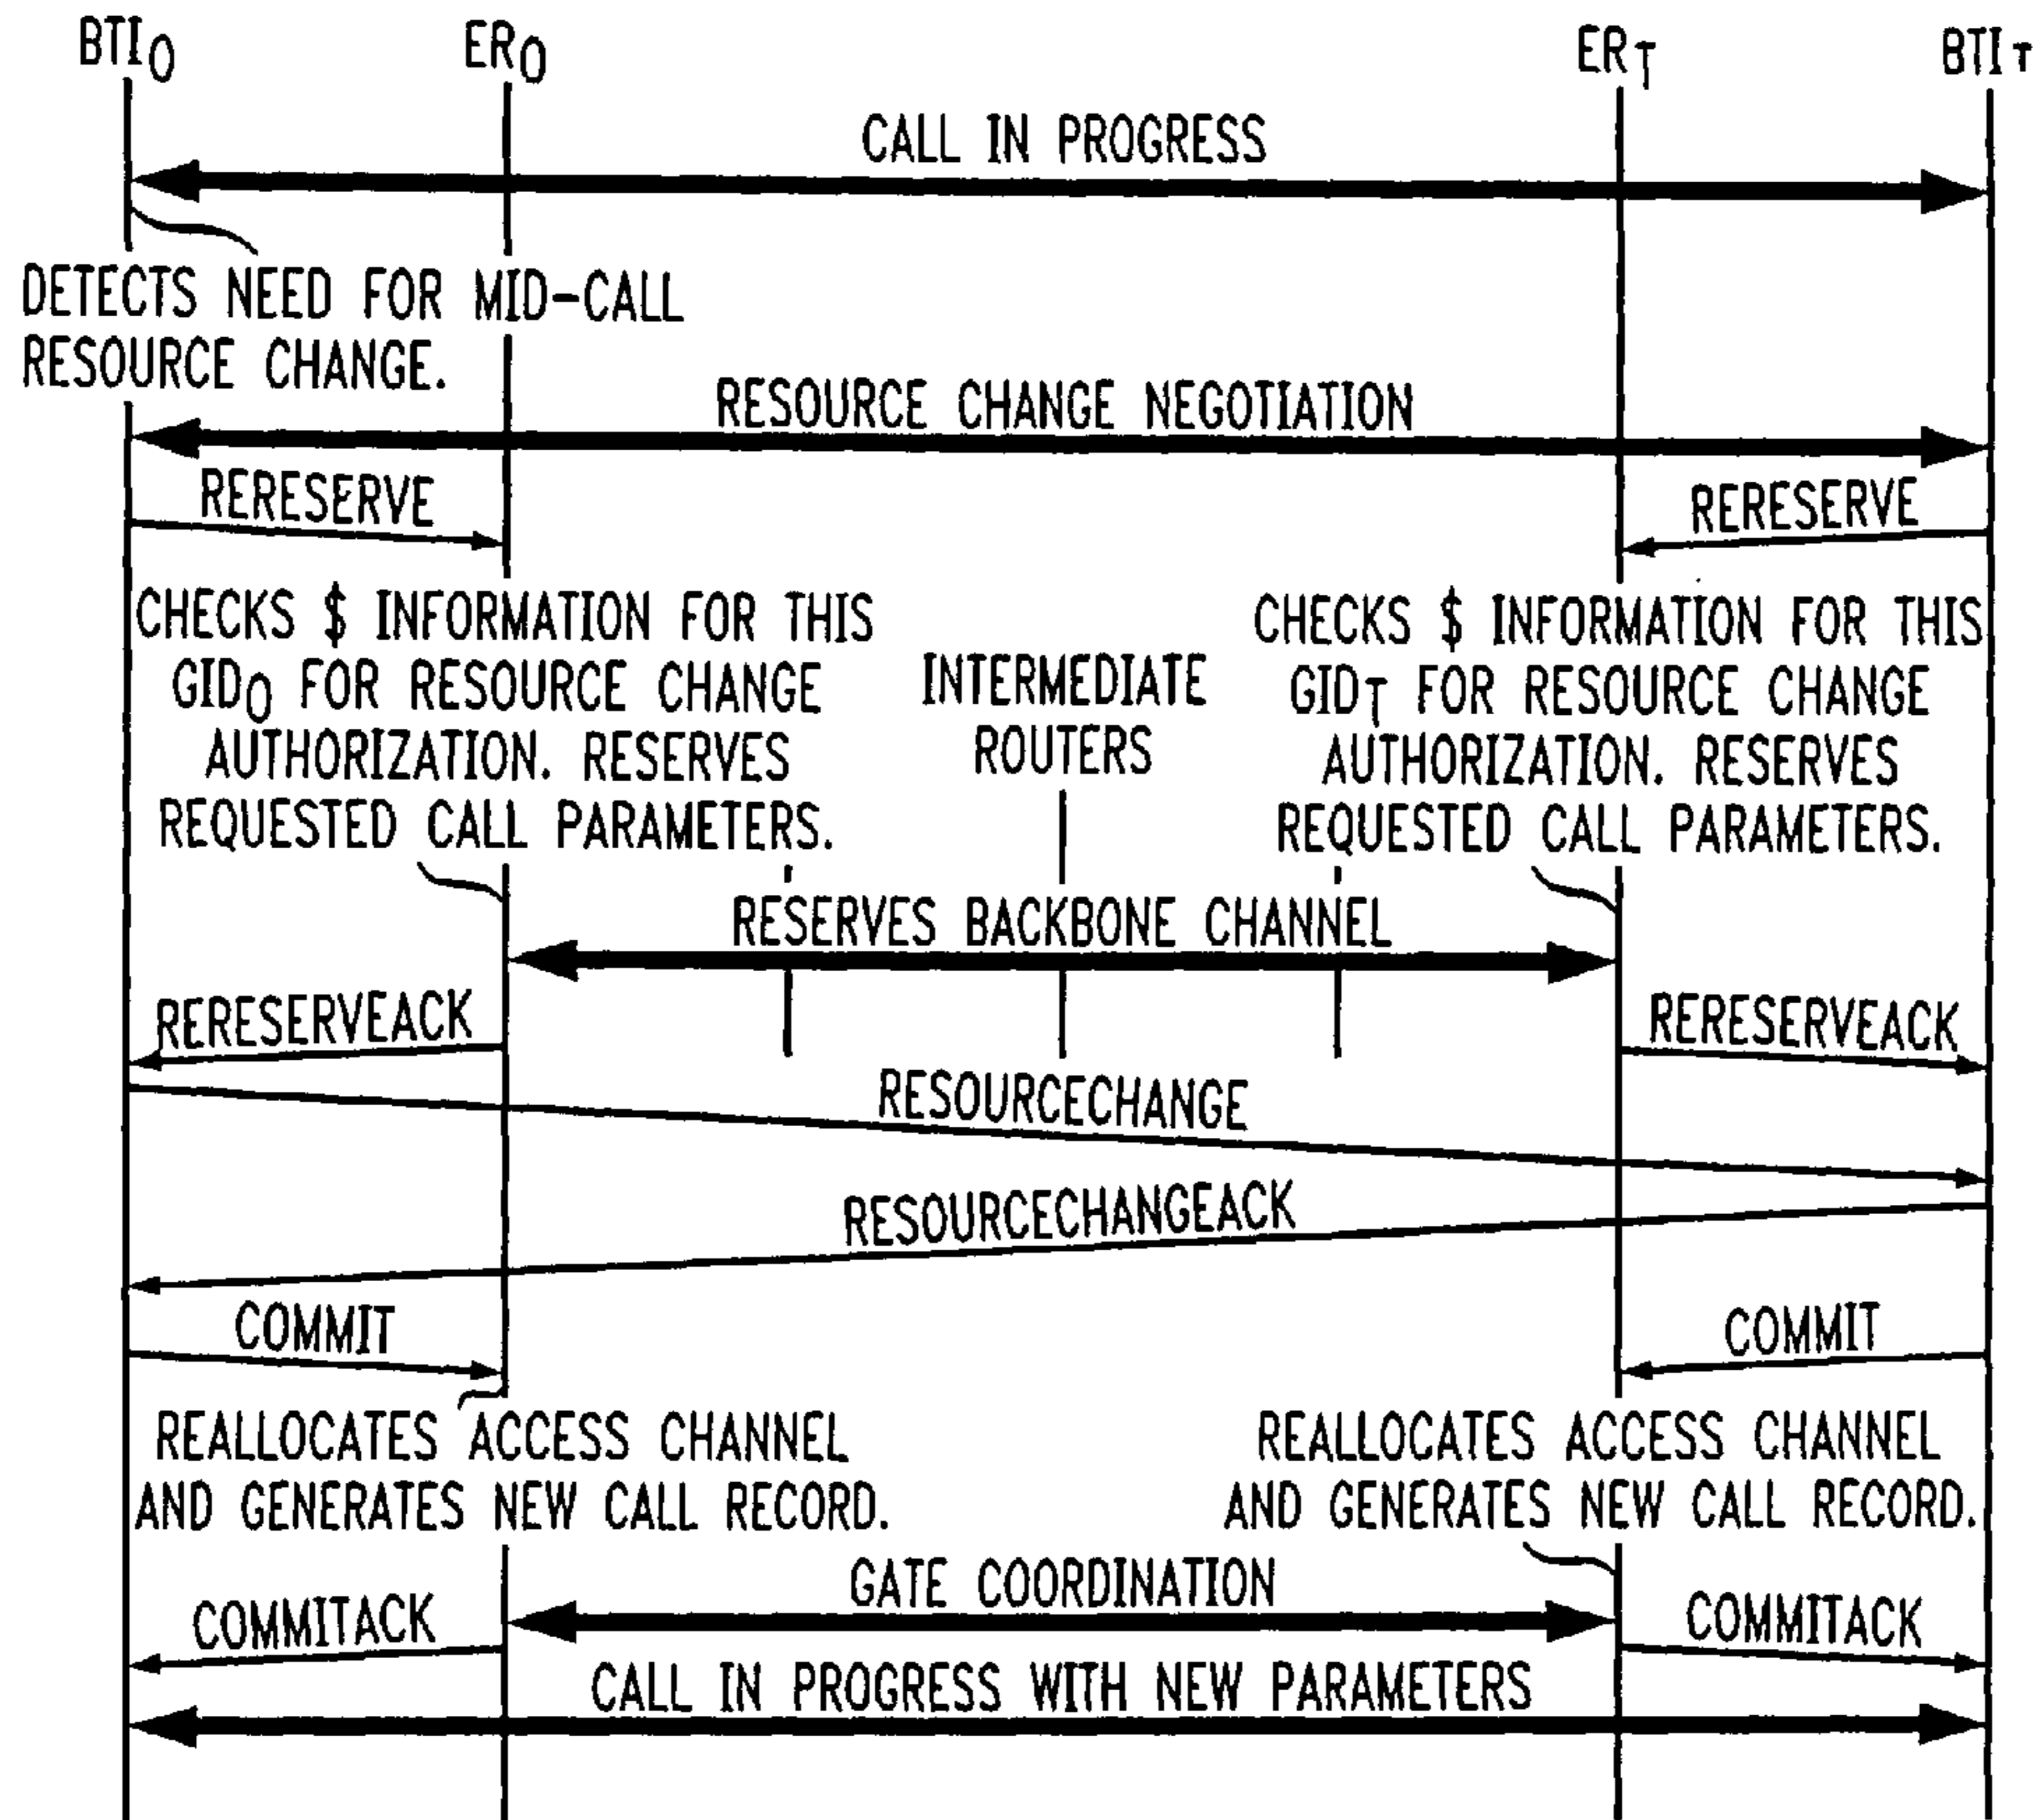 BTIO
ERO
ERT
BTIT
CALL IN PROGRESS
DETECTS NEED FOR MID-CALL
RESOURCE CHANGE.
RESOURCE CHANGE NEGOTIATION
RERESERVE
RERESERVE
CHECKS $ INFORMATION FOR THIS
GIDO FOR RESOURCE CHANGE
AUTHORIZATION. RESERVES
REQUESTED CALL PARAMETERS.
INTERMEDIATE
ROUTERS
CHECKS $ INFORMATION FOR THIS
GIDT FOR RESOURCE CHANGE
AUTHORIZATION. RESERVES
REQUESTED CALL PARAMETERS.
RESERVES BACKBONE CHANNEL
RERESERVEACK
RERESERVEACK
RESOURCECHANGE
RESOURCECHANGEACK
COMMIT
COMMIT
REALLOCATES ACCESS CHANNEL
AND GENERATES NEW CALL RECORD.
REALLOCATES ACCESS CHANNEL
AND GENERATES NEW CALL RECORD.
GATE COORDINATION
COMMITACK
COMMITACK
CALL IN PROGRESS WITH NEW PARAMETERS